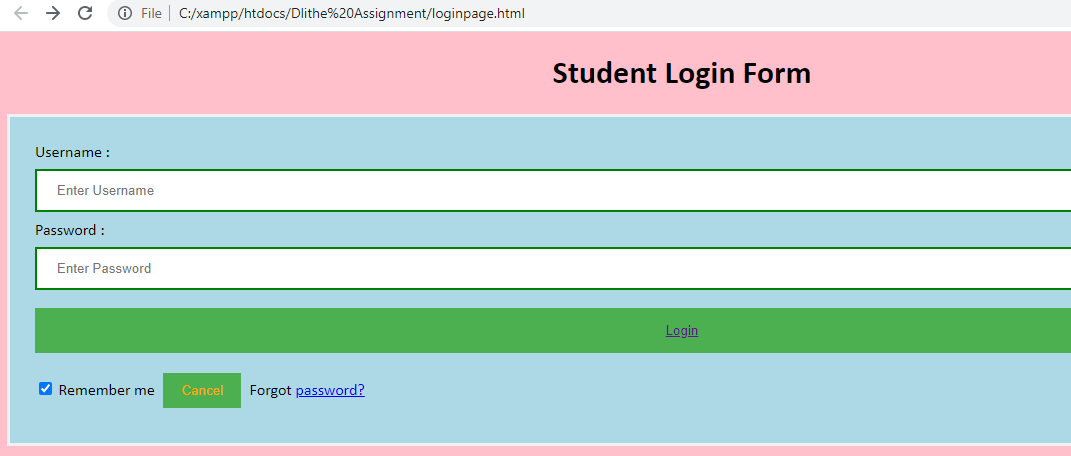 File C:/xampp/htdocs/Dlithe%20Assignment/loginpage.html
Student Login Form
Username :
Enter Username
Password :
Enter Password
Login
Remember me Cancel Forgot password?